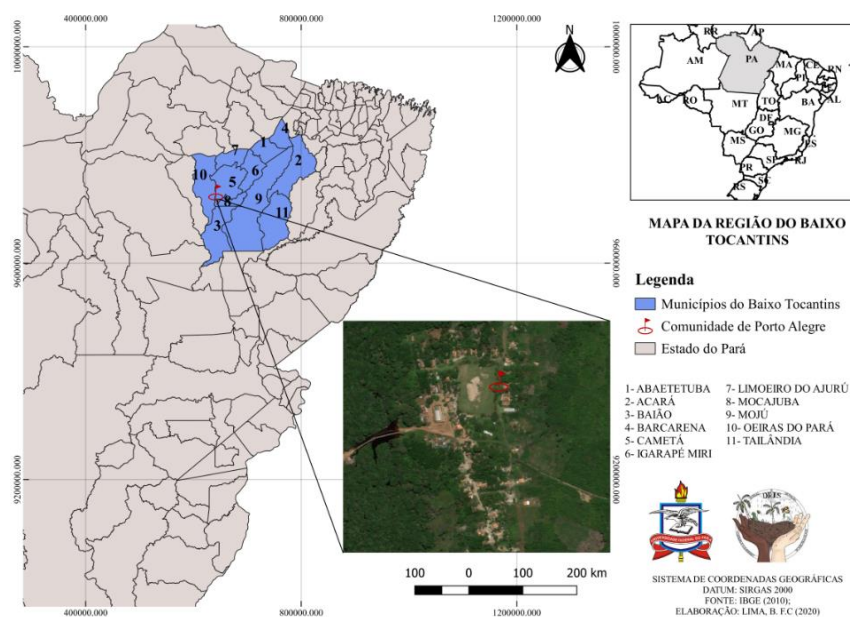 400000.000
800000.000
1200000.000
10000000.000
10000000.000
4
1
7
2
6
10
5
9
8
11
3
9600000.000
9600000.000
9200000.000
9200000.000
100 0 100 200 km
400000.000
800000.000
1200000.000
RR
AP
AM
PA
MA
CE
RN
PI
AL
AC
RO
TO
BA
MT
DF
GO
MG
MS
ES
SP
RJ
PR
SC
RS
MAPA DA REGIÃO DO BAIXO
TOCANTINS
Legenda
Municípios do Baixo Tocantins
Comunidade de Porto Alegre
Estado do Pará
1- ABAETETUBA
2- ACARÁ
3- BAIÃO
4- BARCARENA
5- CAMETÁ
6- IGARAPÉ MIRI
7- LIMOEIRO DO AJURÚ
8- MOCAJUBA
9- MOJÚ
10- OEIRAS DO PARÁ
11- TAILÂNDIA
SISTEMA DE COORDENADAS GEOGRÁFICAS
DATUM: SIRGAS 2000
FONTE: IBGE (2010);
ELABORAÇÃO: LIMA, B. F.C (2020)